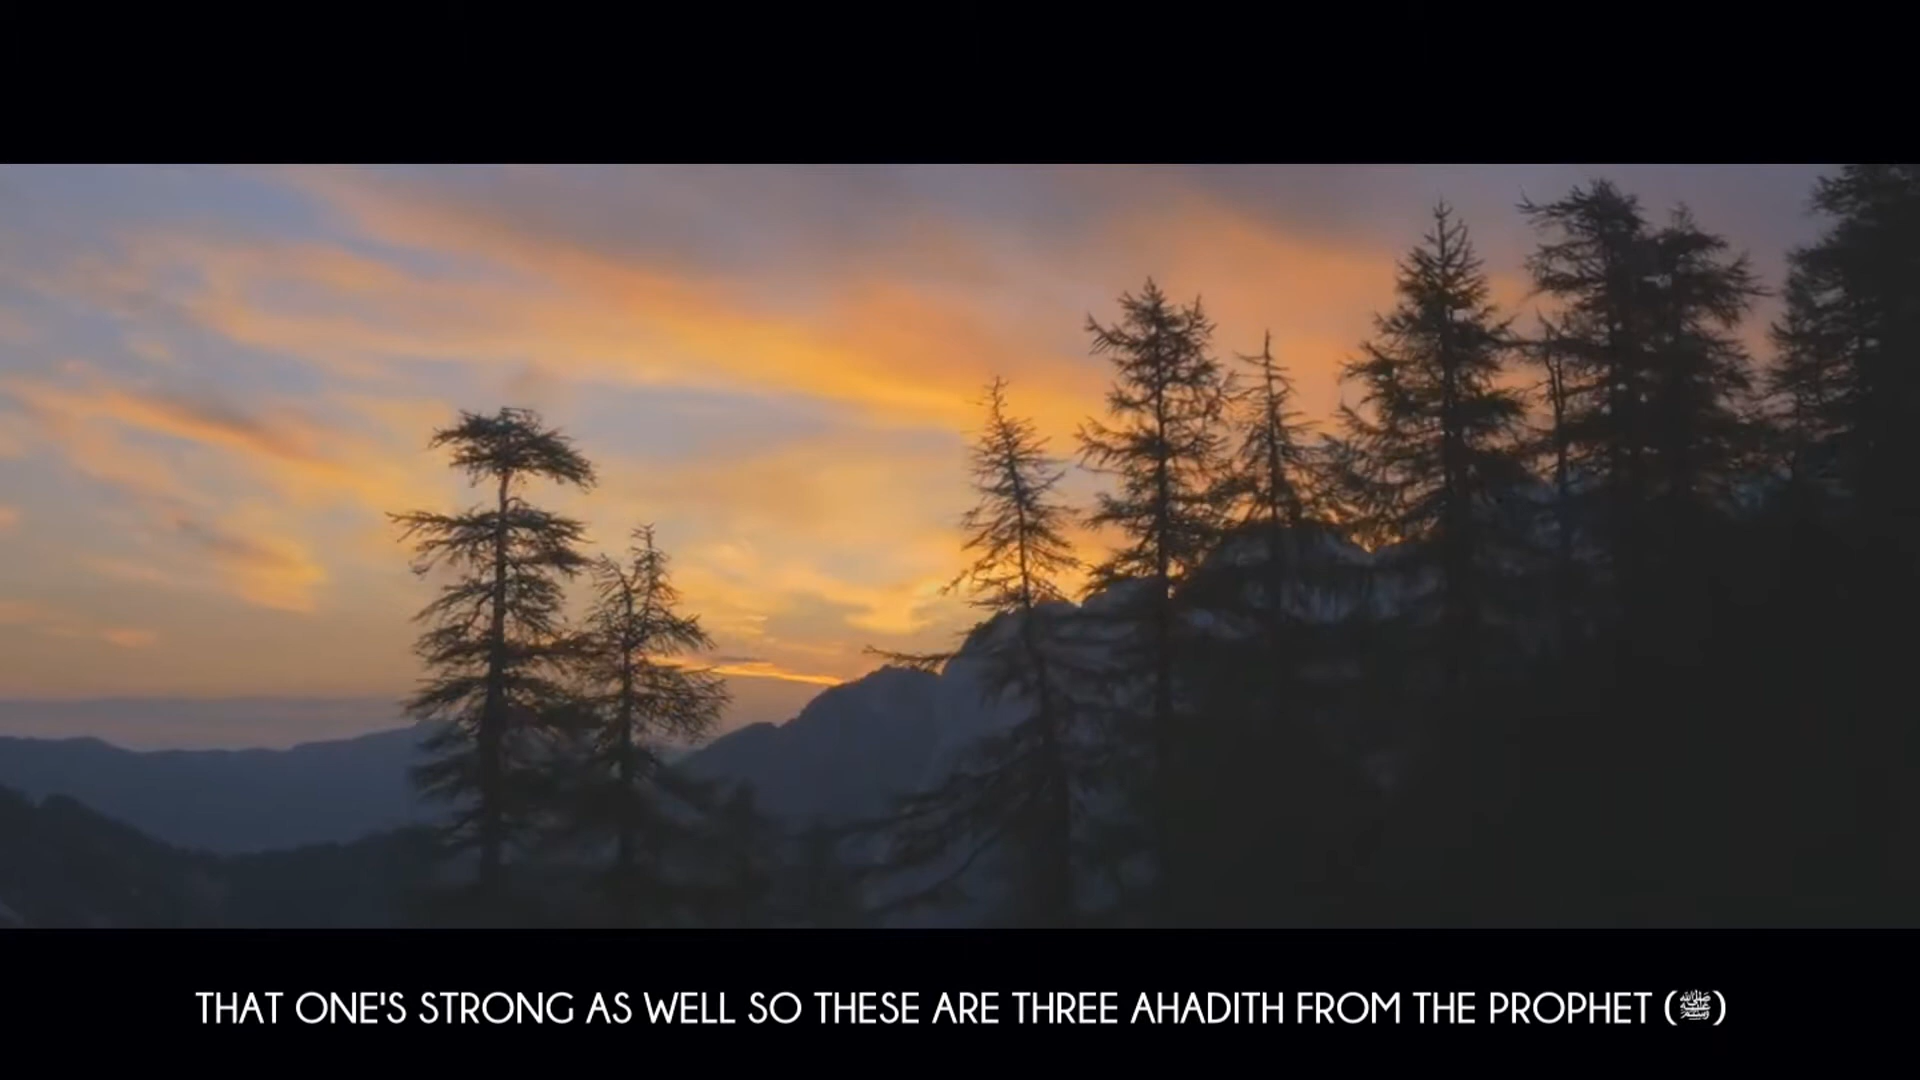 THAT ONE'S STRONG AS WELL SO THESE ARE THREE AHADITH FROM THE PROPHET (ﷺ)